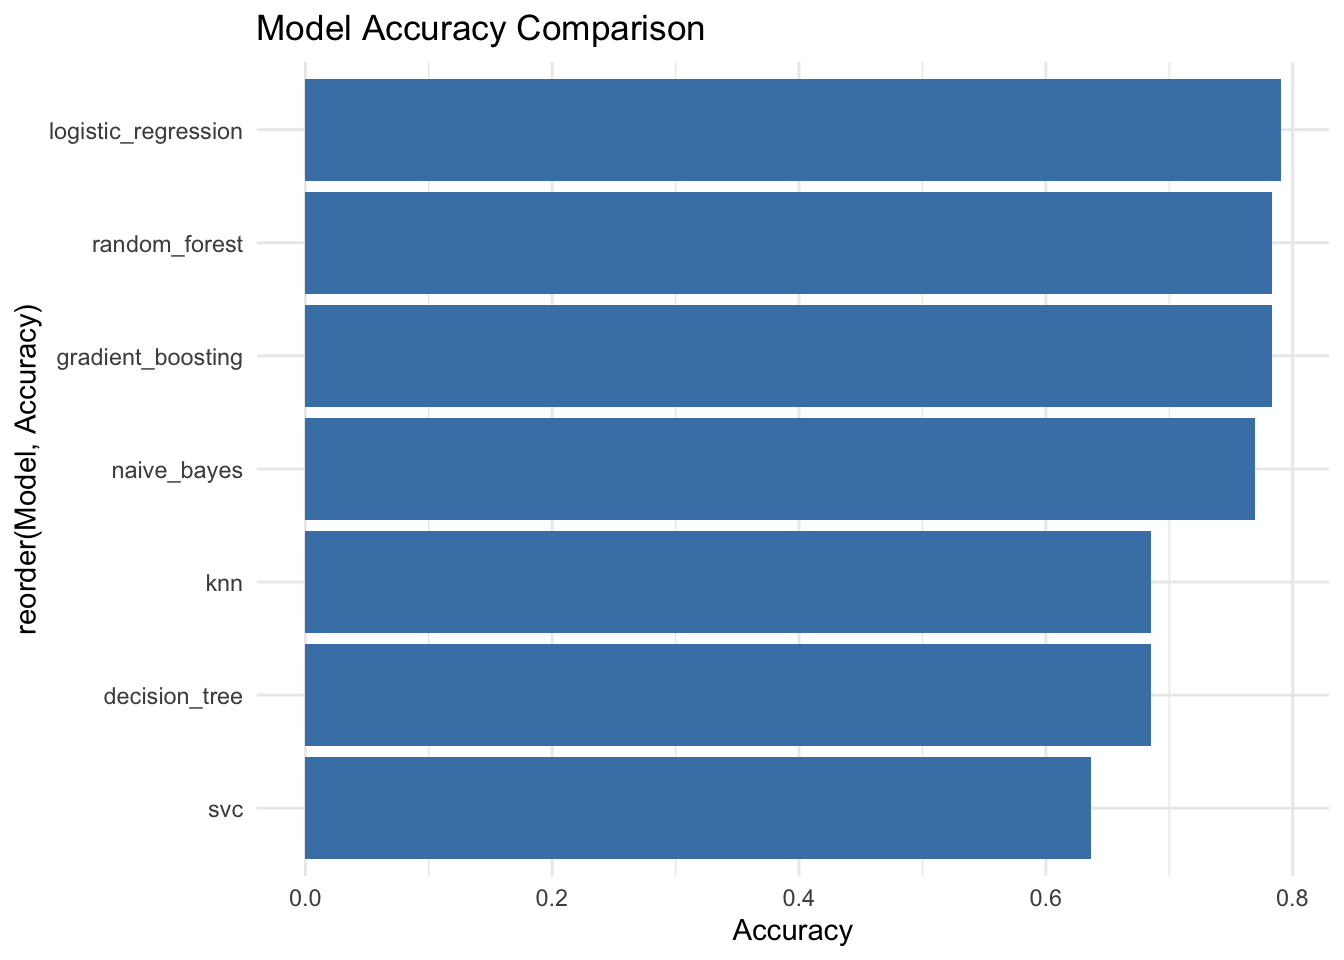 Model Accuracy Comparison
reorder(Model, Accuracy)
logistic_regression
random_forest
gradient_boosting
naive_bayes
knn
decision_tree
svc
0.0 0.2 0.4 0.6 0.8
Accuracy